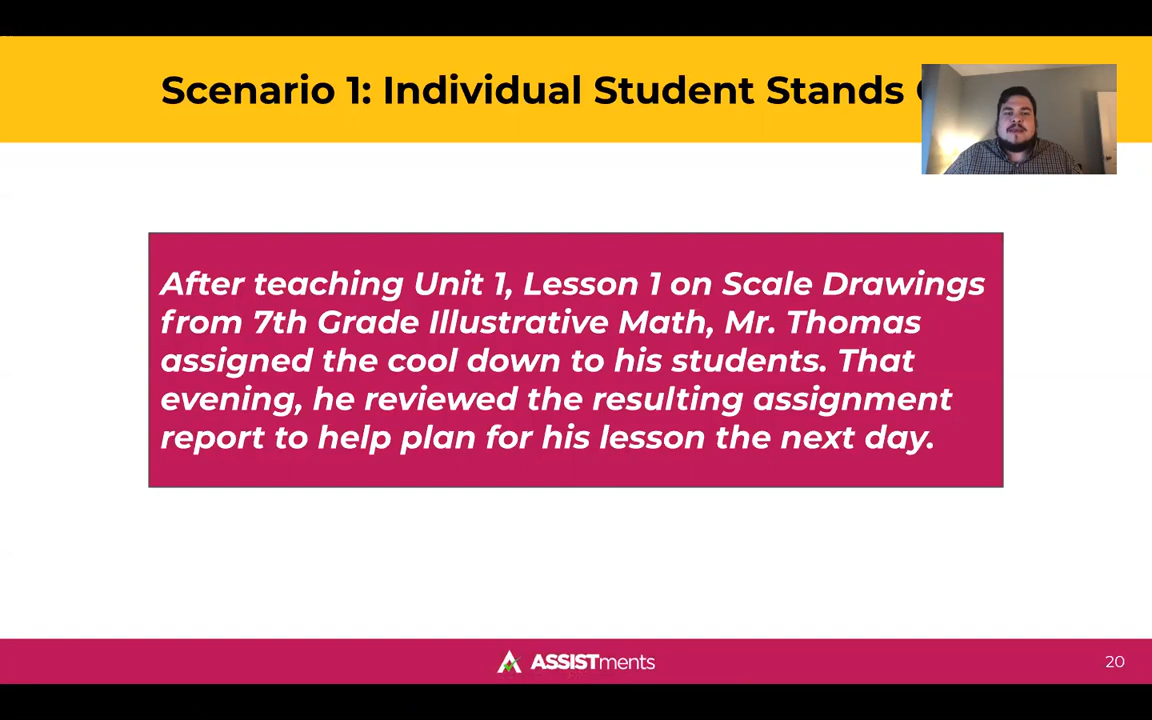 Scenario 1: Individual Student Stands
After teaching Unit 1, Lesson 1 on Scale Drawings
from 7th Grade Illustrative Math, Mr. Thomas
assigned the cool down to his students. That
evening, he reviewed the resulting assignment
report to help plan for his lesson the next day.
ASSISTments
20